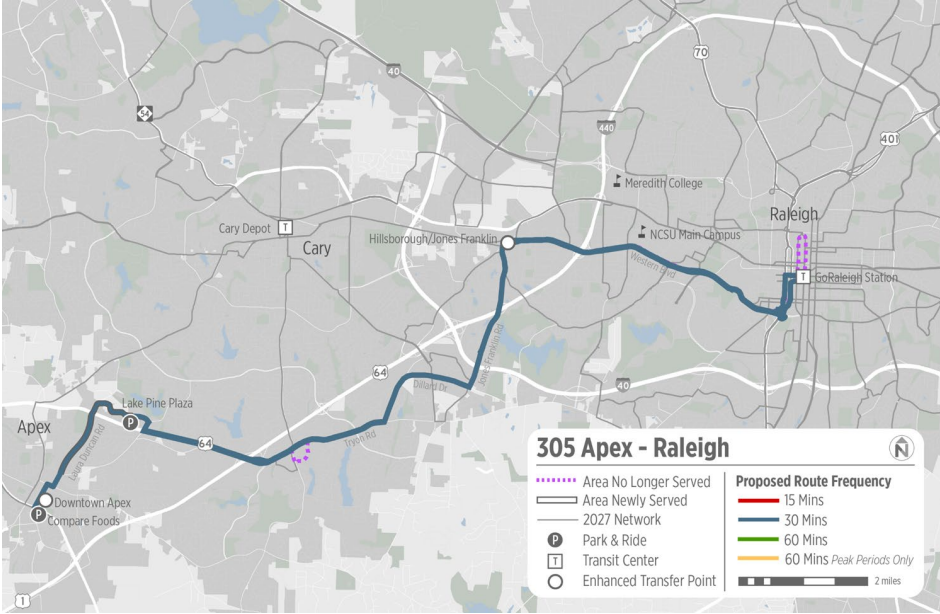 70
40
54
440
401
Meredith College
Raleigh
Cary Depot
T
Hillsborough/Jones Franklin
NCSU Main Campus
Cary
Western Blvd
T
GoRaleigh Station
Jones Franklin Rd
64
Dillard Dr
40
Lake Pine Plaza
P
Apex
Laura Duncan Rd
64
Tryon Rd
Downtown Apex
P
Compare Foods
1
305 Apex - Raleigh
N
Area No Longer Served
Area Newly Served
2027 Network
P Park & Ride
T Transit Center
Enhanced Transfer Point
Proposed Route Frequency
15 Mins
30 Mins
60 Mins
60 Mins Peak Periods Only
2 miles